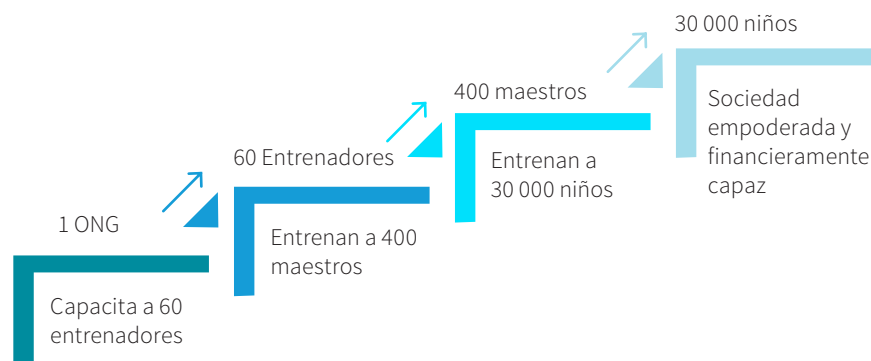 1 ONG
Capacita a 60
entrenadores
60 Entrenadores
Entrenan a 400
maestros
400 maestros
Entrenan a
30 000 niños
30 000 niños
Sociedad
empoderada y
financieramente
capaz